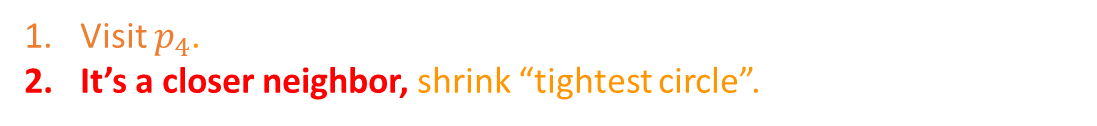 1. Visit p₄.
2. It’s a closer neighbor, shrink “tightest circle”.